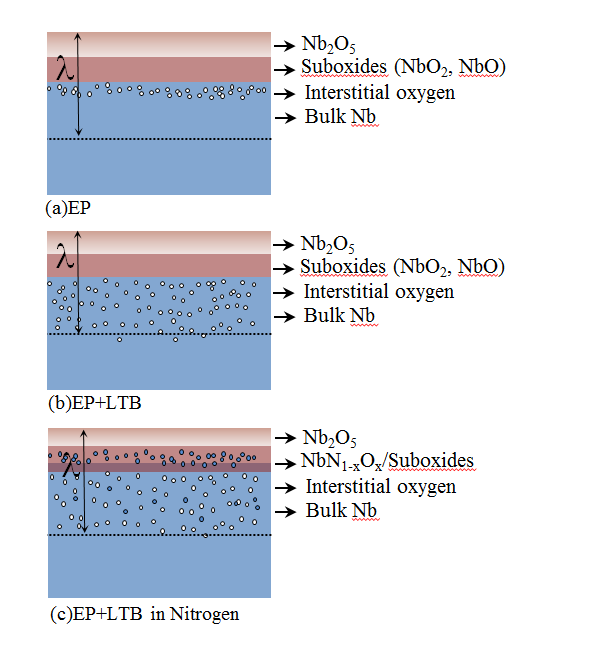 λ
Nb₂O₅
Suboxides (NbO₂, NbO)
Interstitial oxygen
Bulk Nb
(a)EP
λ
Nb₂O₅
Suboxides (NbO₂, NbO)
Interstitial oxygen
Bulk Nb
(b)EP+LTB
λ
Nb₂O₅
NbN₁₋ₓOₓ/Suboxides
Interstitial oxygen
Bulk Nb
(c)EP+LTB in Nitrogen